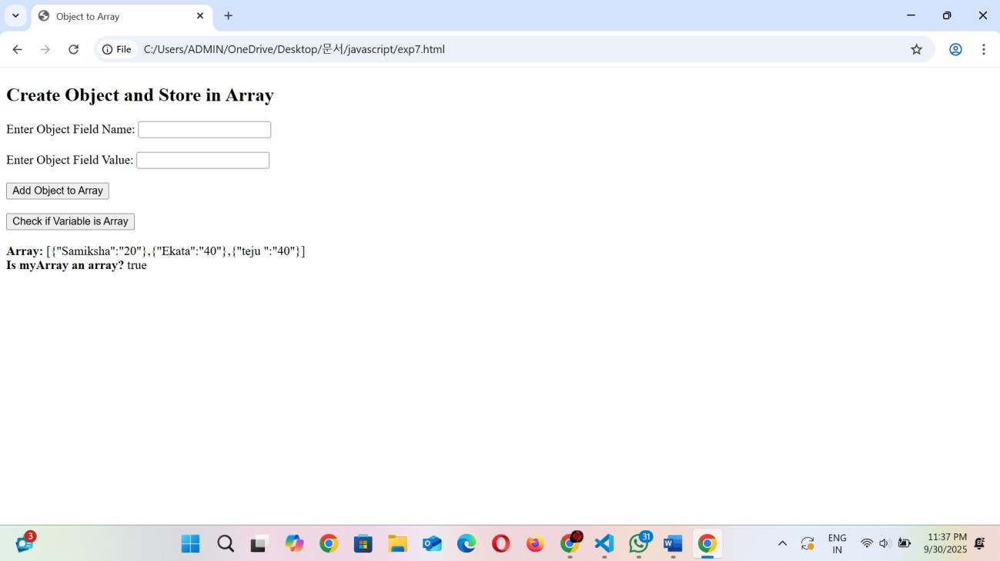 Object to Array
File
C:/Users/ADMIN/OneDrive/Desktop/문서/javascript/exp7.html
Create Object and Store in Array
Enter Object Field Name:
Enter Object Field Value:
Add Object to Array
Check if Variable is Array
Array: [{"Samiksha":"20"},{"Ekata":"40"},{"teju ":"40"}]
Is myArray an array? true
3
31
ENG
IN
11:37 PM
9/30/2025